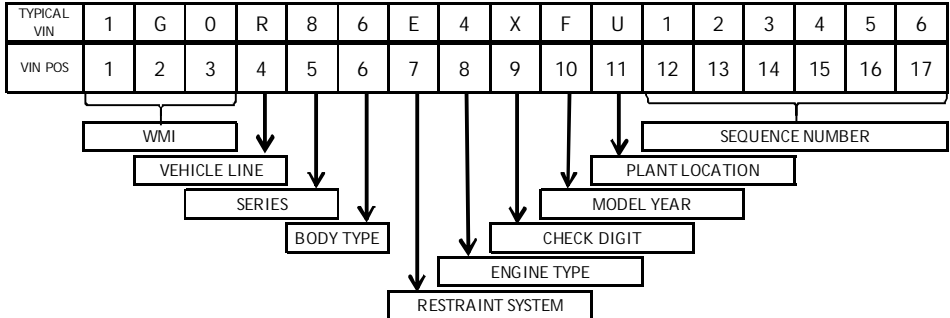 TYPICAL VIN 1 G 0 R 8 6 E 4 X F U 1 2 3 4 5 6
VIN POS 1 2 3 4 5 6 7 8 9 10 11 12 13 14 15 16 17
WMI SEQUENCE NUMBER
VEHICLE LINE PLANT LOCATION
SERIES MODEL YEAR
BODY TYPE CHECK DIGIT
ENGINE TYPE
RESTRAINT SYSTEM